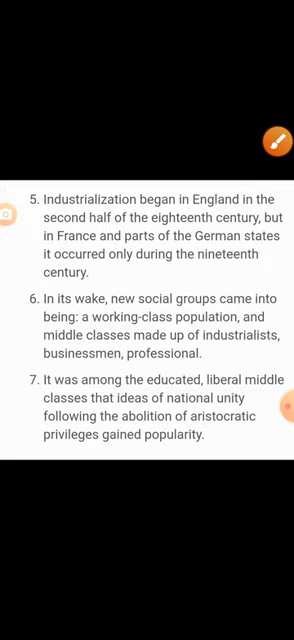 5. Industrialization began in England in the
second half of the eighteenth century, but
in France and parts of the German states
it occurred only during the nineteenth
century.
6. In its wake, new social groups came into
being: a working-class population, and
middle classes made up of industrialists,
businessmen, professional.
7. It was among the educated, liberal middle
classes that ideas of national unity
following the abolition of aristocratic
privileges gained popularity.